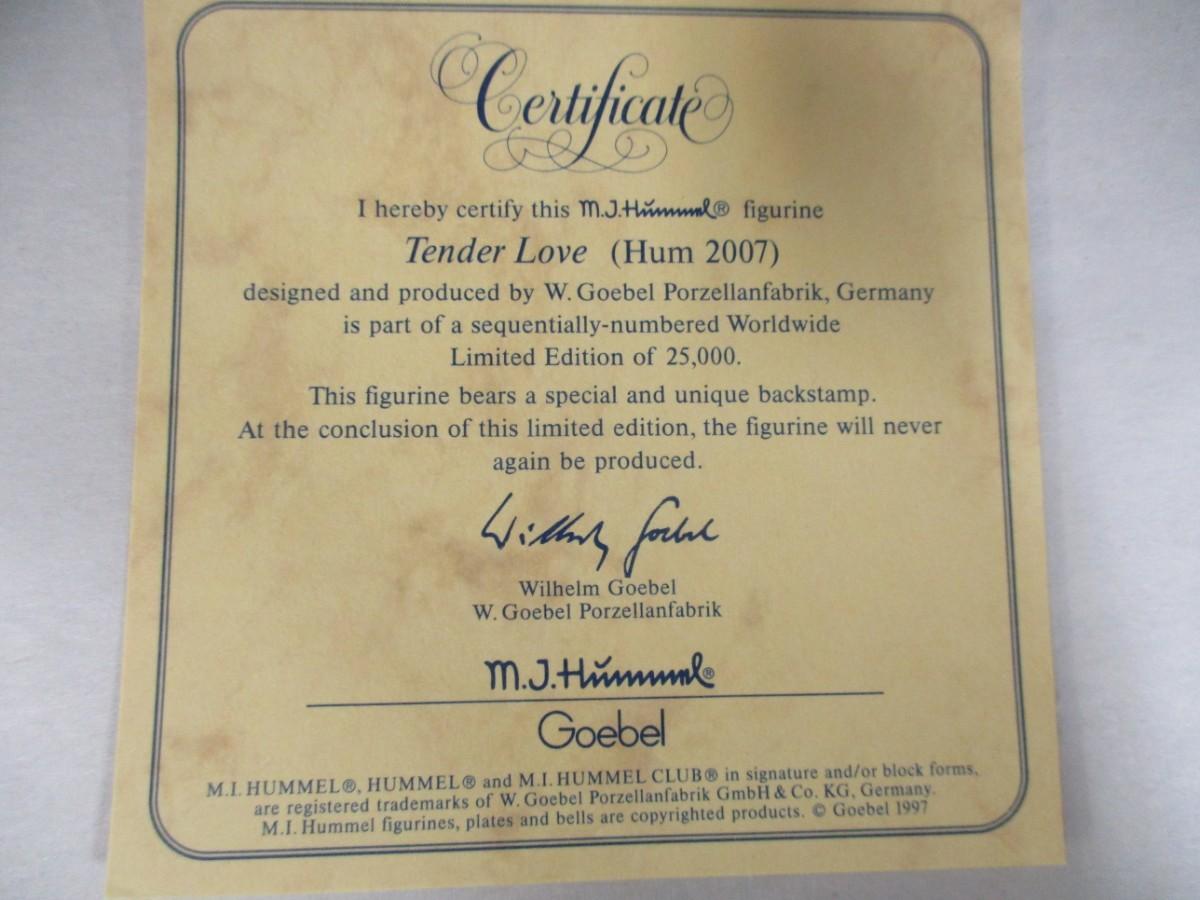 Certificate
I hereby certify this M.J.Hummel® figurine
Tender Love (Hum 2007)
designed and produced by W. Goebel Porzellanfabrik, Germany
is part of a sequentially-numbered Worldwide
Limited Edition of 25,000.
This figurine bears a special and unique backstamp.
At the conclusion of this limited edition, the figurine will never
again be produced.
Wilhelm Goebel
Wilhelm Goebel
W. Goebel Porzellanfabrik
M.J.Hummel®
Goebel
M.I. HUMMEL®, HUMMEL® and M.I. HUMMEL CLUB® in signature and/or block forms,
are registered trademarks of W. Goebel Porzellanfabrik GmbH & Co. KG, Germany.
M.I. Hummel figurines, plates and bells are copyrighted products. © Goebel 1997